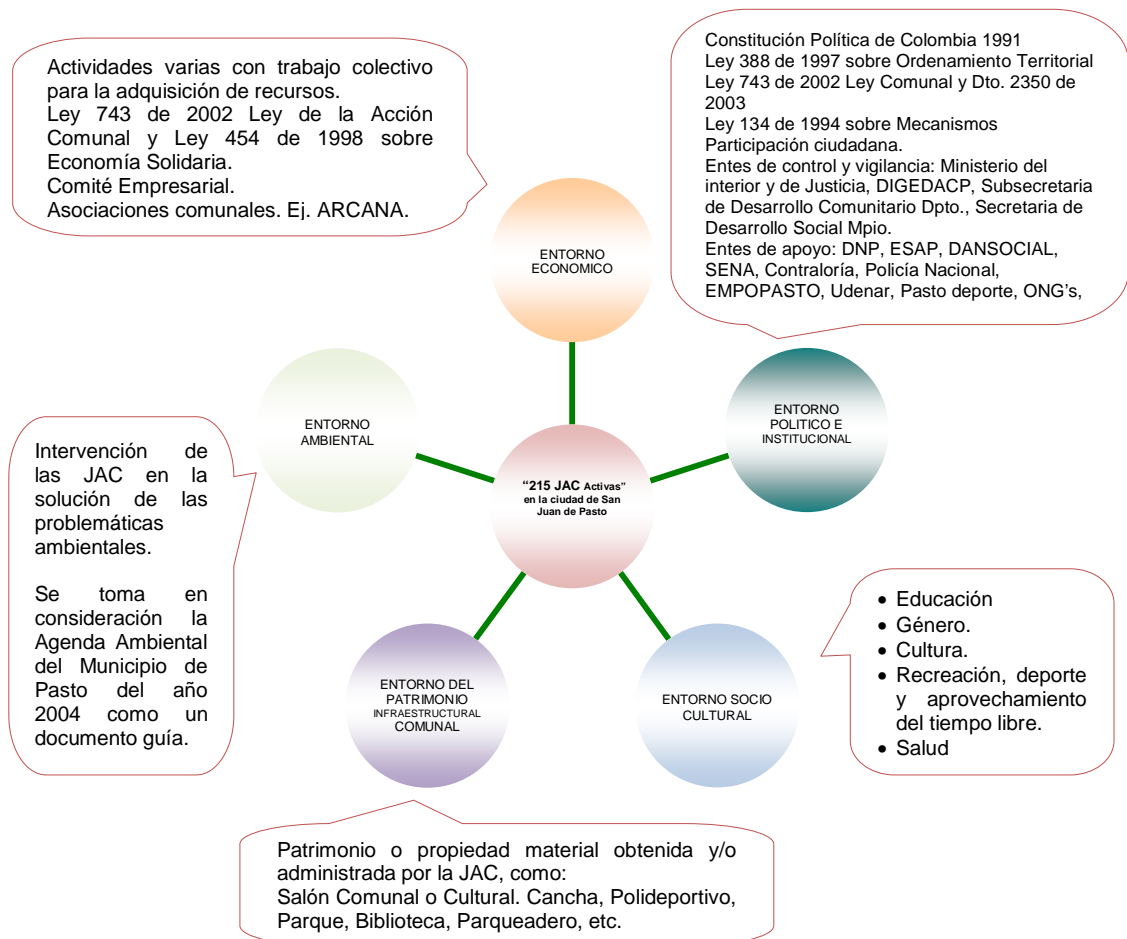 Actividades varias con trabajo colectivo
para la adquisición de recursos.
Ley 743 de 2002 Ley de la Acción
Comunal y Ley 454 de 1998 sobre
Economía Solidaria.
Comité Empresarial.
Asociaciones comunales. Ej. ARCANA.
Constitución Política de Colombia 1991
Ley 388 de 1997 sobre Ordenamiento Territorial
Ley 743 de 2002 Ley Comunal y Dto. 2350 de
2003
Ley 134 de 1994 sobre Mecanismos
Participación ciudadana.
Entes de control y vigilancia: Ministerio del
interior y de Justicia, DIGEDACP, Subsecretaria
de Desarrollo Comunitario Dpto., Secretaria de
Desarrollo Social Mpio.
Entes de apoyo: DNP, ESAP, DANSOCIAL,
SENA, Contraloría, Policía Nacional,
EMPOPASTO, Udenar, Pasto deporte, ONG's,
ENTORNO
ECONOMICO
ENTORNO
AMBIENTAL
ENTORNO
POLITICO E
INSTITUCIONAL
Intervención de
las JAC en la
solución de las
problemáticas
ambientales.
Se toma en
consideración la
Agenda Ambiental
del Municipio de
Pasto del año
2004 como un
documento guía.
“215 JAC Activas”
en la ciudad de San
Juan de Pasto
• Educación
• Género.
• Cultura.
• Recreación, deporte
y aprovechamiento
del tiempo libre.
• Salud
ENTORNO DEL
PATRIMONIO
INFRAESTRUCTURAL
COMUNAL
ENTORNO SOCIO
CULTURAL
Patrimonio o propiedad material obtenida y/o
administrada por la JAC, como:
Salón Comunal o Cultural. Cancha, Polideportivo,
Parque, Biblioteca, Parqueadero, etc.